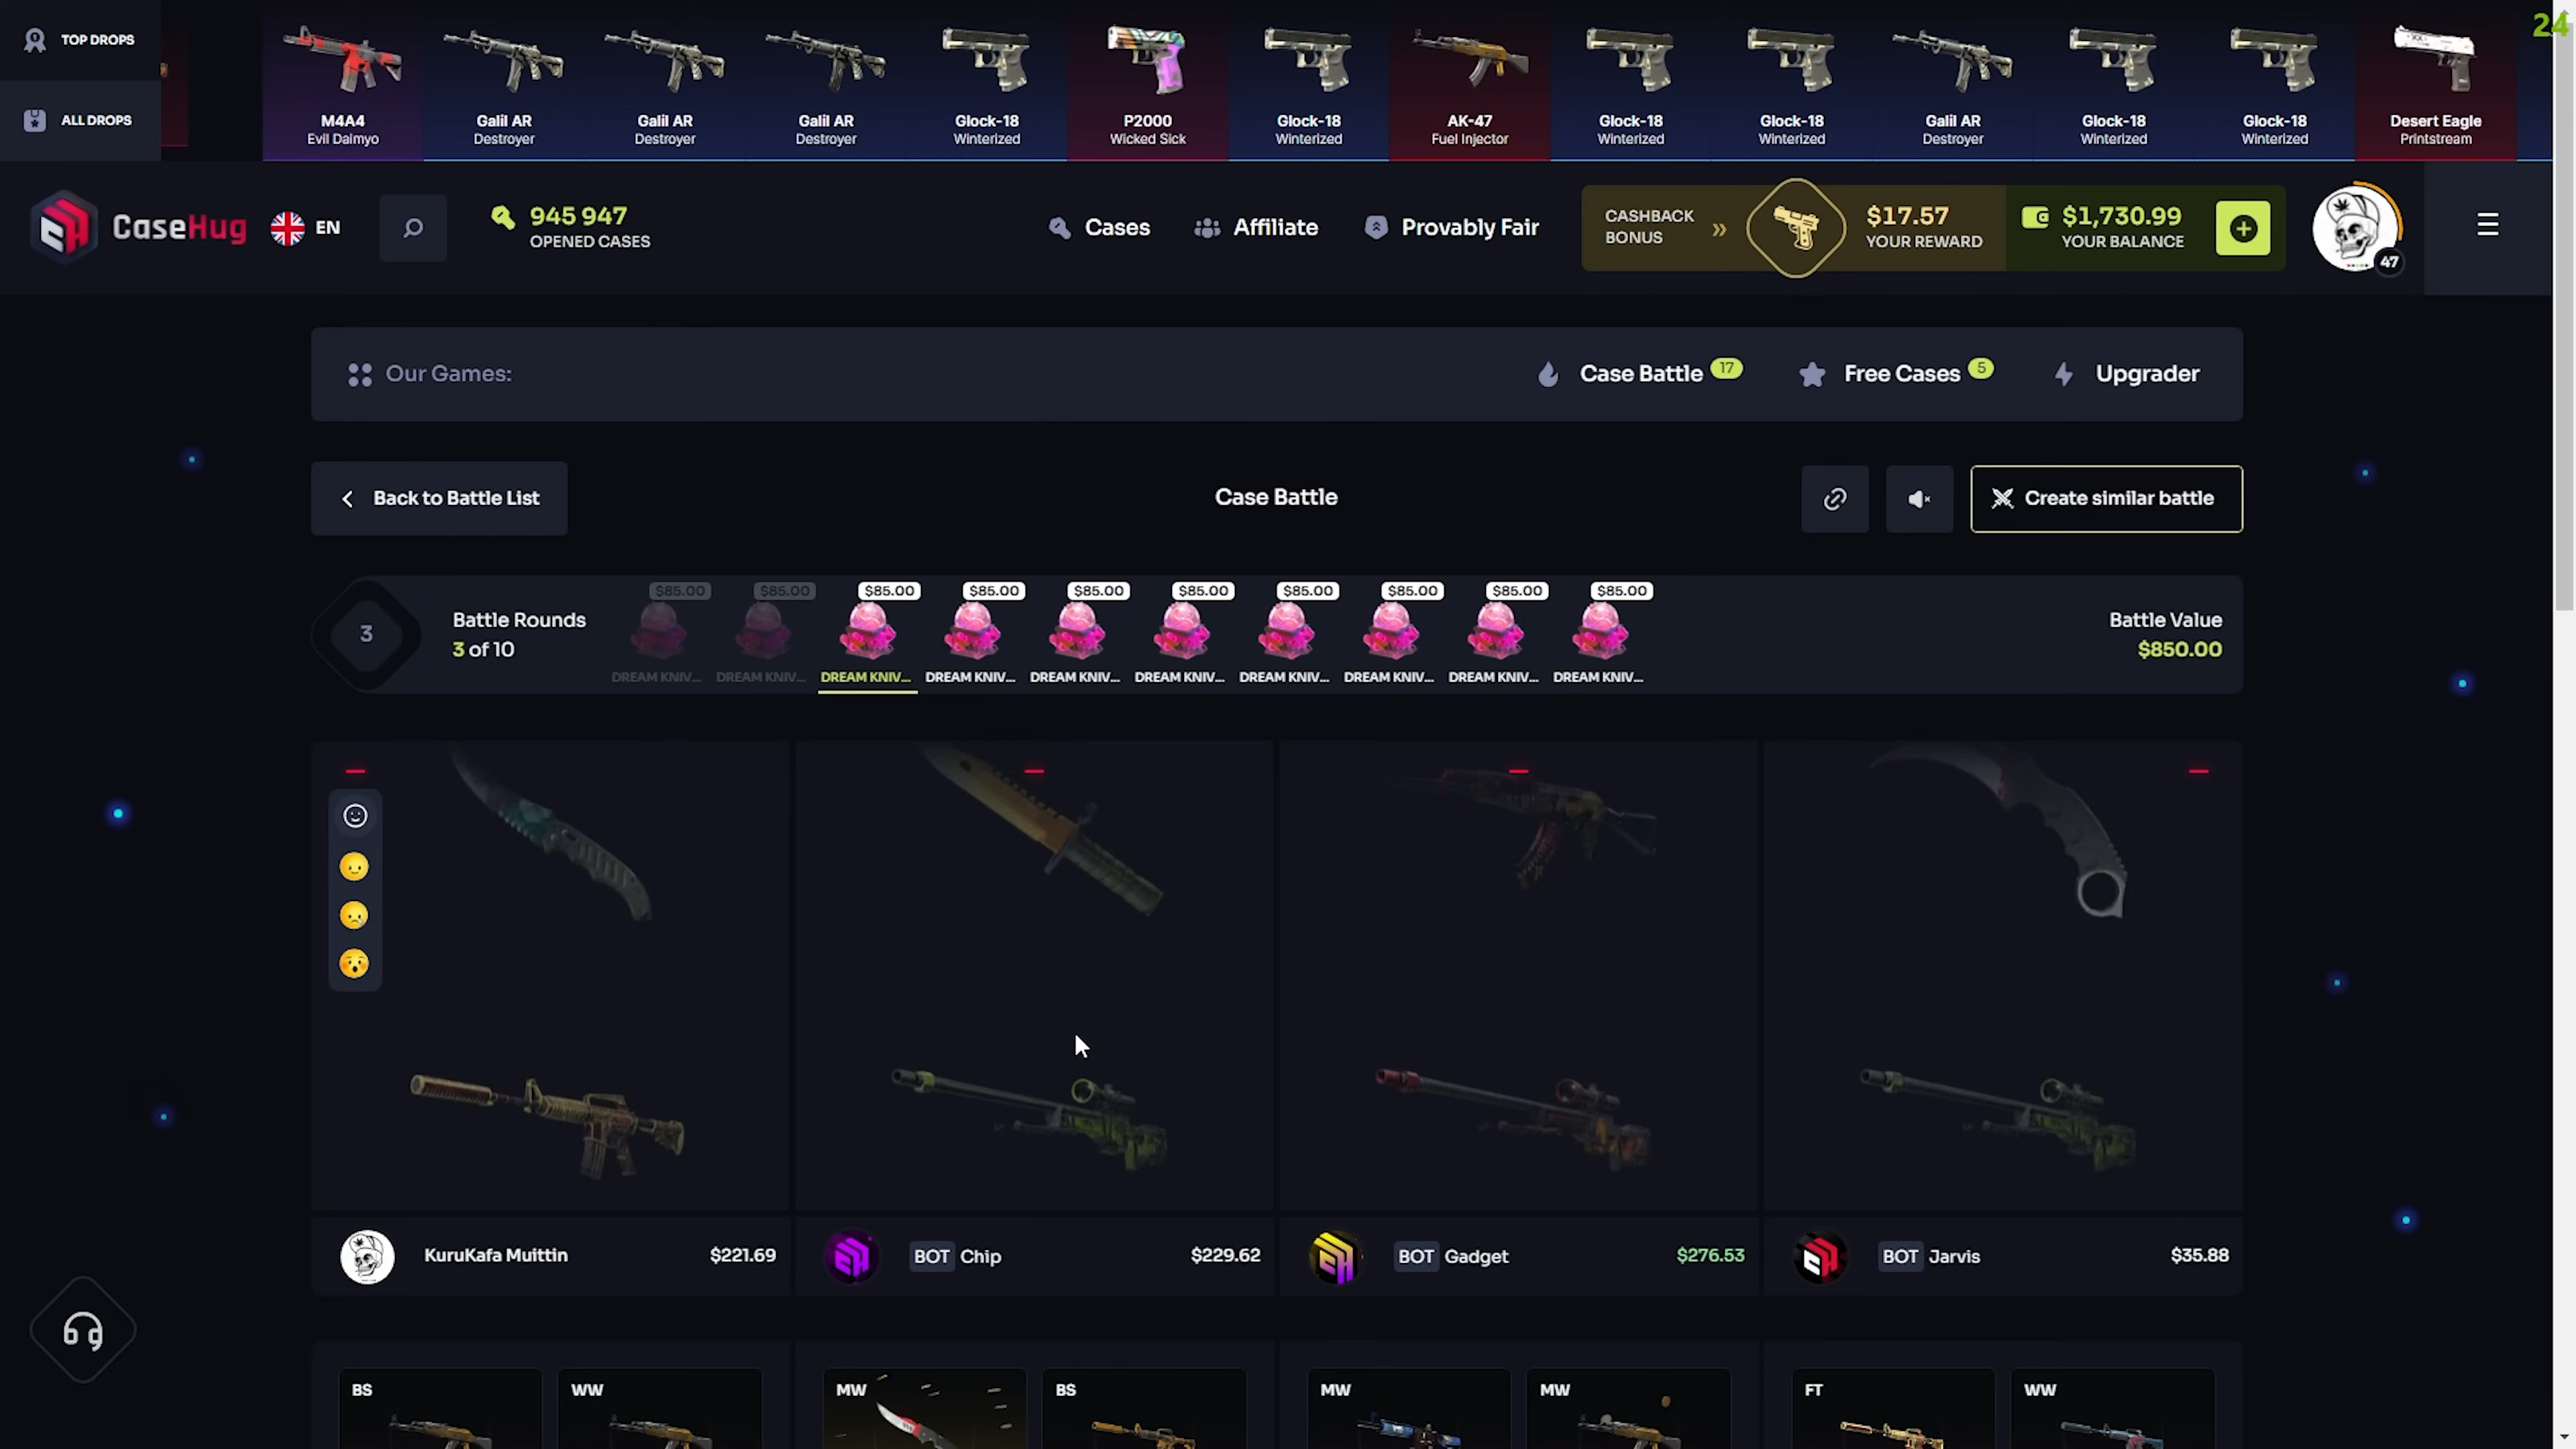 TOP DROPS
ALL DROPS
M4A4
Evil Daimyo
Galil AR
Destroyer
Galil AR
Destroyer
Galil AR
Destroyer
Glock-18
Winterized
P2000
Wicked Sick
Glock-18
Winterized
AK-47
Fuel Injector
Glock-18
Winterized
Glock-18
Winterized
Galil AR
Destroyer
Glock-18
Winterized
Glock-18
Winterized
Desert Eagle
Printstream
24
CaseHug
EN
945 947
OPENED CASES
Cases
Affiliate
Provably Fair
CASHBACK
BONUS
$17.57
YOUR REWARD
$1,730.99
YOUR BALANCE
47
Our Games:
Case Battle 17
Free Cases 5
Upgrader
Back to Battle List
Case Battle
Create similar battle
3
Battle Rounds
3 of 10
$85.00 $85.00 $85.00 $85.00 $85.00 $85.00 $85.00 $85.00 $85.00 $85.00
DREAM KNIV... DREAM KNIV... DREAM KNIV... DREAM KNIV... DREAM KNIV... DREAM KNIV... DREAM KNIV... DREAM KNIV... DREAM KNIV... DREAM KNIV...
Battle Value
$850.00
KuruKafa Muittin $221.69
BOT Chip $229.62
BOT Gadget $276.53
BOT Jarvis $35.88
BS WW MW BS MW MW FT WW